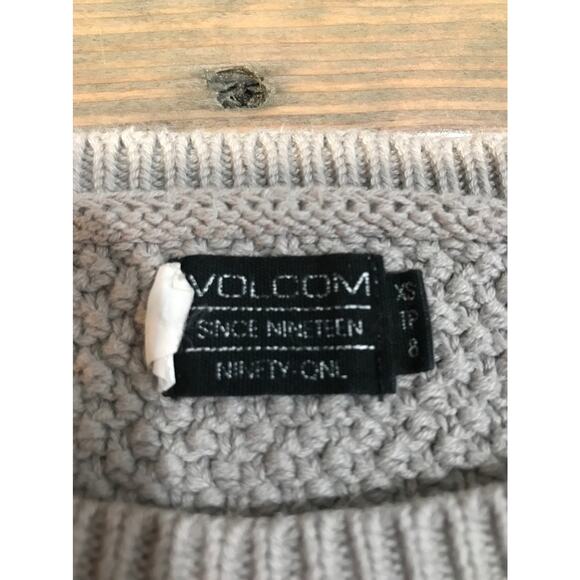 VOLCOM
SINCE NINETEEN
NINETY-ONE
XS
TP
8